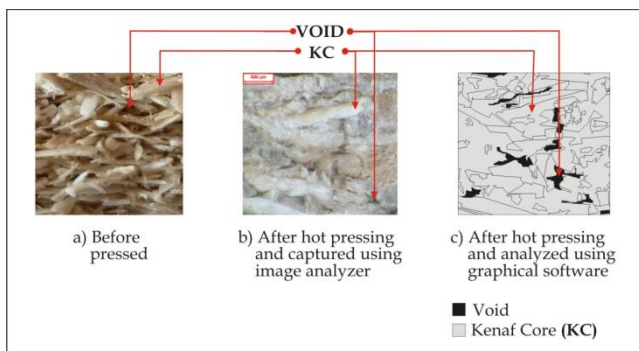 VOID
KC
a) Before
pressed
b) After hot pressing
and captured using
image analyzer
c) After hot pressing
and analyzed using
graphical software
Void
Kenaf Core (KC)